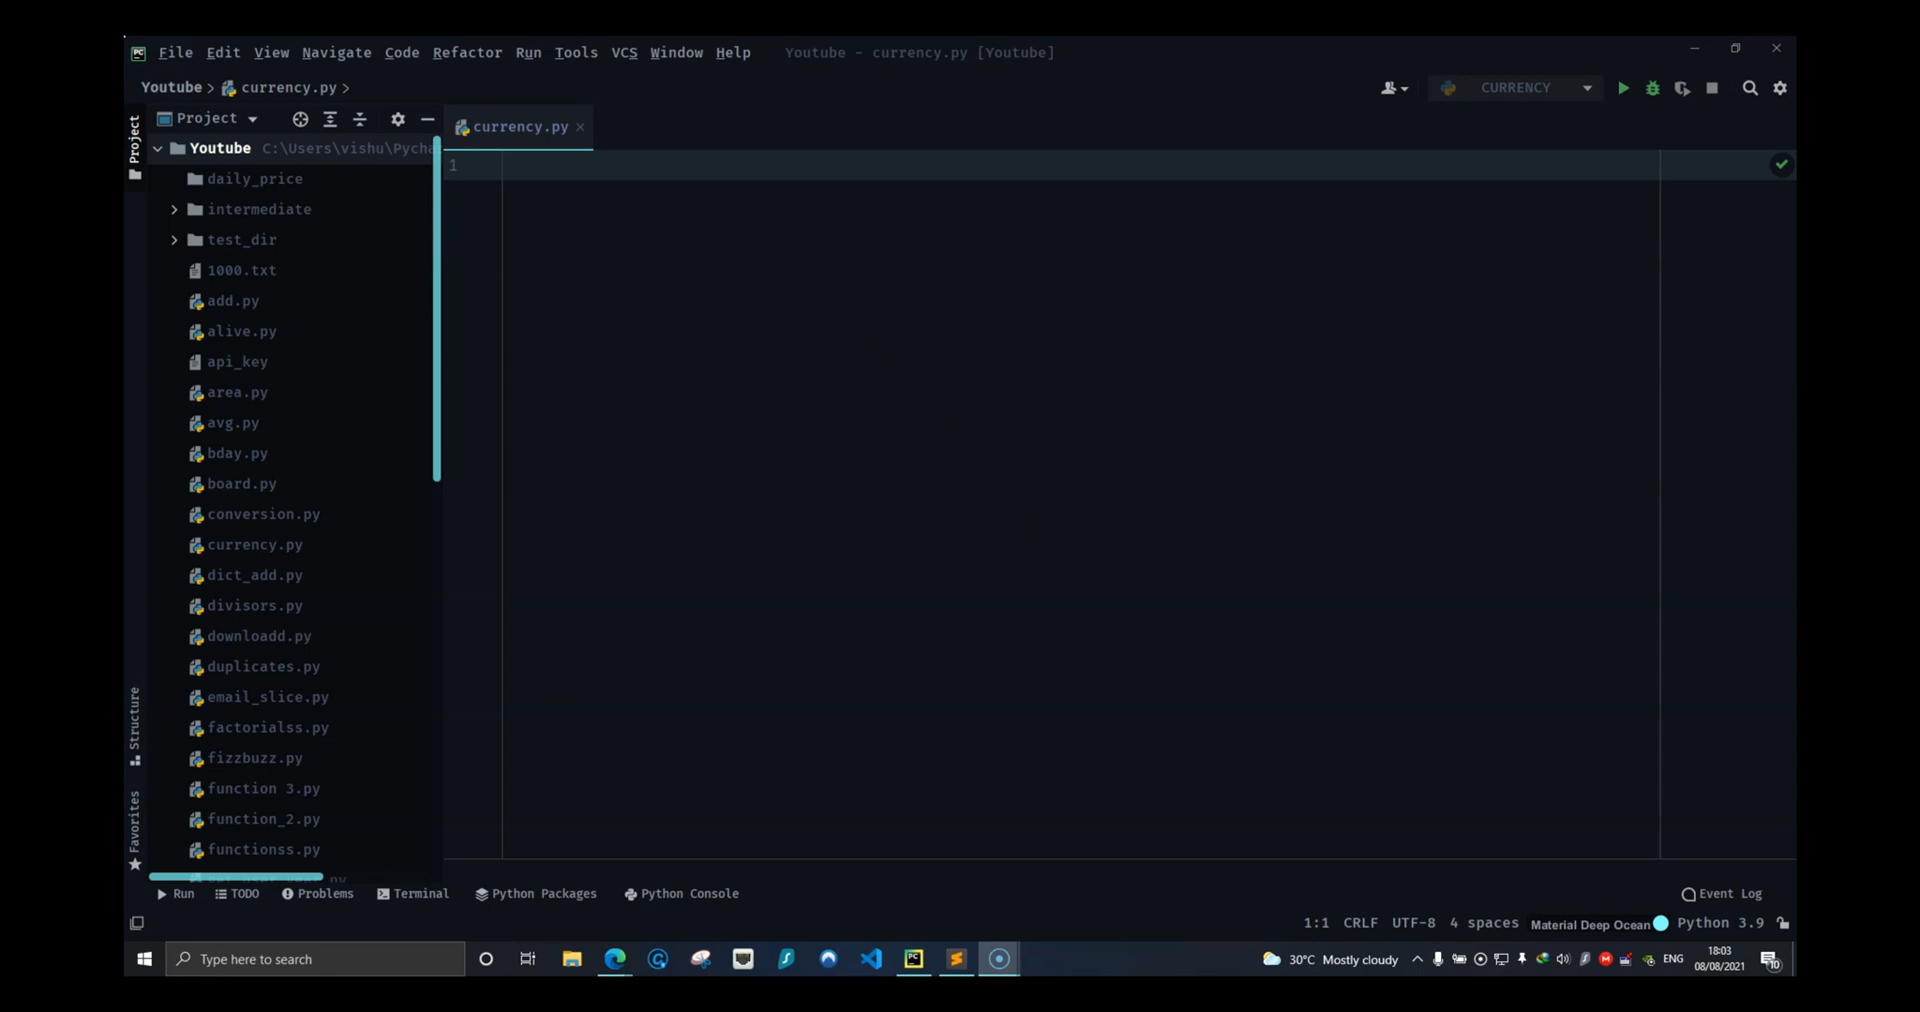 PC File Edit View Navigate Code Refactor Run Tools VCS Window Help Youtube - currency.py [Youtube]
Youtube > currency.py >
CURRENCY
Project
Project
currency.py
Youtube C:\Users\vishu\Pycha
1
daily_price
intermediate
test_dir
1000.txt
add.py
alive.py
api_key
area.py
avg.py
bday.py
board.py
conversion.py
currency.py
dict_add.py
divisors.py
downloadd.py
duplicates.py
email_slice.py
factorialss.py
fizzbuzz.py
function 3.py
function_2.py
functionss.py
Structure
Favorites
Run TODO Problems Terminal Python Packages Python Console Event Log
1:1 CRLF UTF-8 4 spaces Material Deep Ocean Python 3.9
Type here to search
PC
30°C Mostly cloudy
ENG
18:03
08/08/2021
10